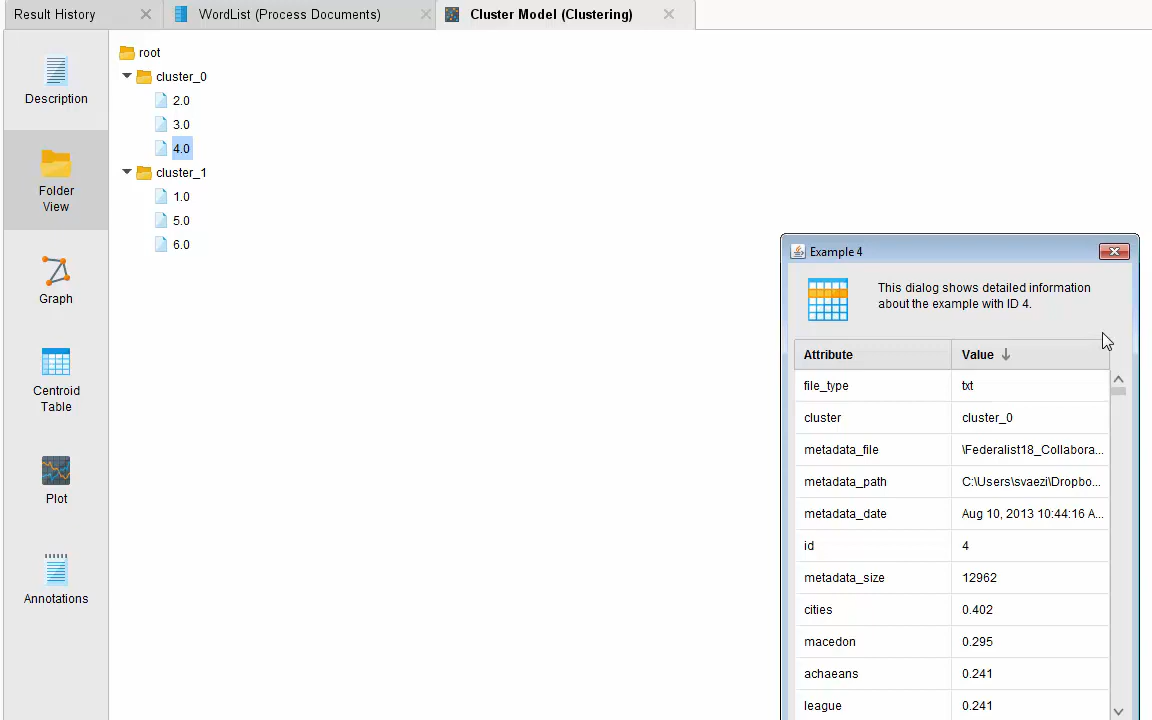 Result History
WordList (Process Documents)
Cluster Model (Clustering)
Description
Folder
View
Graph
Centroid
Table
Plot
Annotations
root
cluster_0
2.0
3.0
4.0
cluster_1
1.0
5.0
6.0
Example 4
This dialog shows detailed information
about the example with ID 4.
Attribute Value
file_type txt
cluster cluster_0
metadata_file \Federalist18_Collabora...
metadata_path C:\Users\svaezi\Dropbo...
metadata_date Aug 10, 2013 10:44:16 A...
id 4
metadata_size 12962
cities 0.402
macedon 0.295
achaeans 0.241
league 0.241